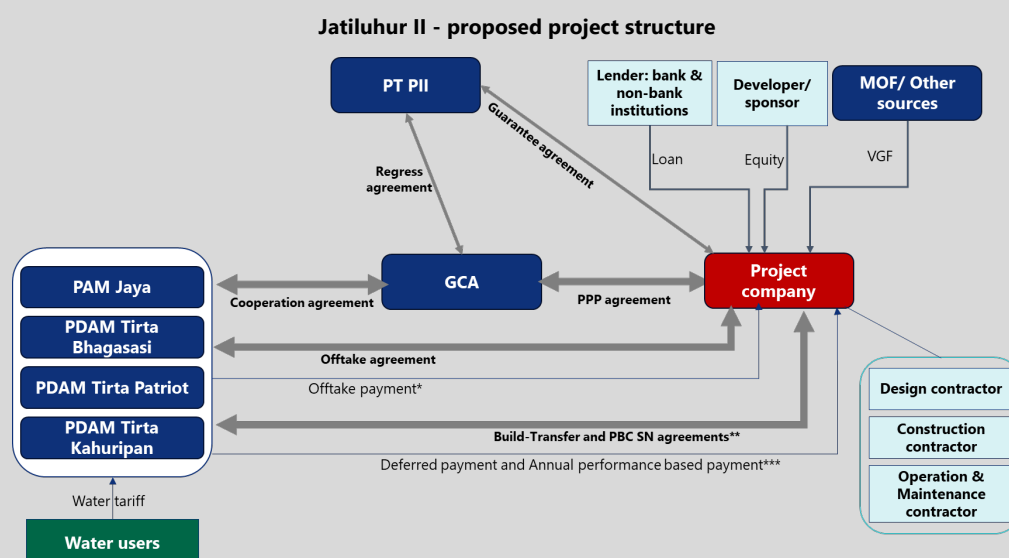 Jatiluhur II - proposed project structure
PT PII
Lender: bank &
non-bank
institutions
Developer/
sponsor
MOF/ Other
sources
Guarantee agreement
Regress
agreement
Loan
Equity
VGF
PAM Jaya
Cooperation agreement
GCA
PPP agreement
Project
company
PDAM Tirta
Bhagasasi
Offtake agreement
PDAM Tirta Patriot
Offtake payment*
Design contractor
PDAM Tirta
Kahuripan
Build-Transfer and PBC SN agreements**
Construction
contractor
Deferred payment and Annual performance based payment***
Operation &
Maintenance
contractor
Water tariff
Water users